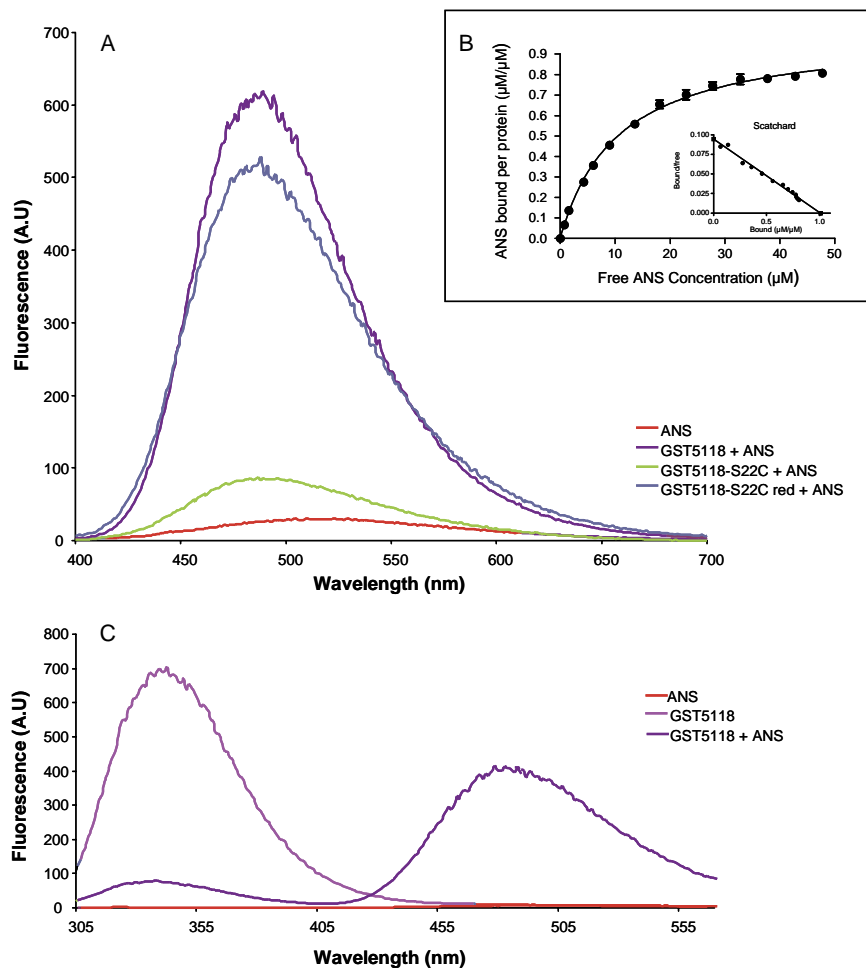 A
700
600
500
400
300
200
100
0
Fluorescence (A.U)
400
450
500
550
600
650
700
Wavelength (nm)
ANS
GST5118 + ANS
GST5118-S22C + ANS
GST5118-S22C red + ANS
B
0.9
0.8
0.7
0.6
0.5
0.4
0.3
0.2
0.1
0.0
ANS bound per protein (µM/µM)
0
10
20
30
40
50
Free ANS Concentration (µM)
Scatchard
0.100
0.075
0.050
0.025
0
Bound/free
0.0
0.5
1.0
Bound (µM/µM)
C
800
700
600
500
400
300
200
100
0
Fluorescence (A.U)
305
355
405
455
505
555
Wavelength (nm)
ANS
GST5118
GST5118 + ANS